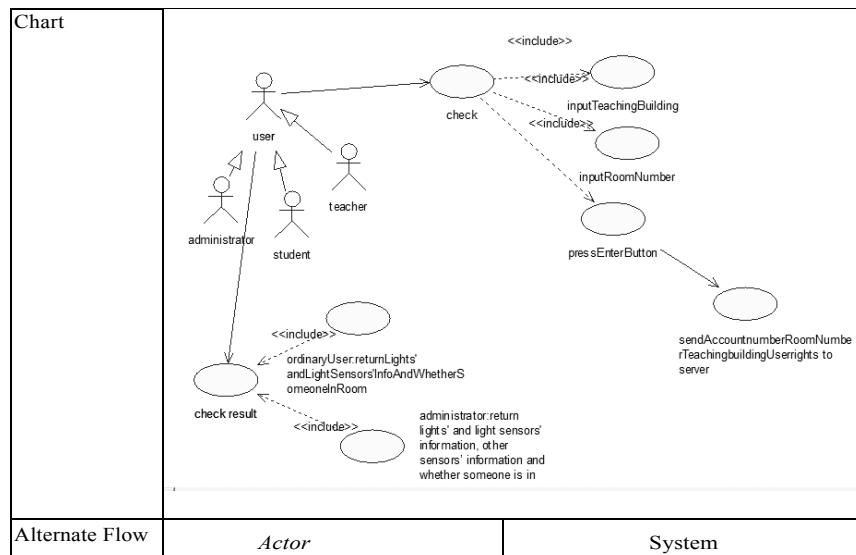 Chart
<<include>>
<<include>>
inputTeachingBuilding
check
<<include>>
user
inputRoomNumber
teacher
administrator
student
pressEnterButton
<<include>>
ordinaryUser:returnLights'
andLightSensors'InfoAndWhetherS
omeoneInRoom
sendAccountnumberRoomNumbe
rTeachingbuildingUserrights to
server
check result
<<include>>
administrator:return
lights' and light sensors'
information, other
sensors' information and
whether someone is in
Alternate Flow
Actor
System